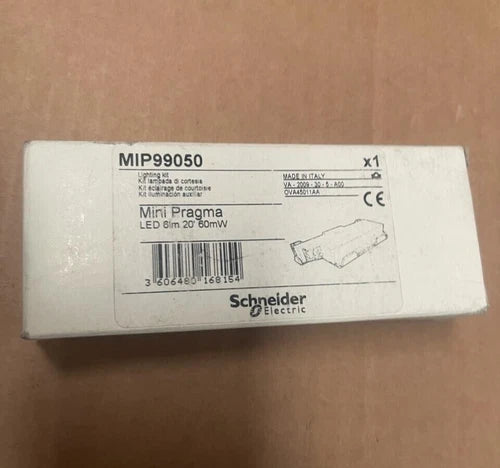 MIP99050
x1
Lighting kit
Kit lampada di cortesia
Kit éclairage de courtoisie
Kit iluminación auxiliar
MADE IN ITALY
VA - 2009 - 30 - 5 - A00
OVA45011AA
CE
Mini Pragma
LED 6lm 20' 60mW
3 606480 168154
Schneider
Electric